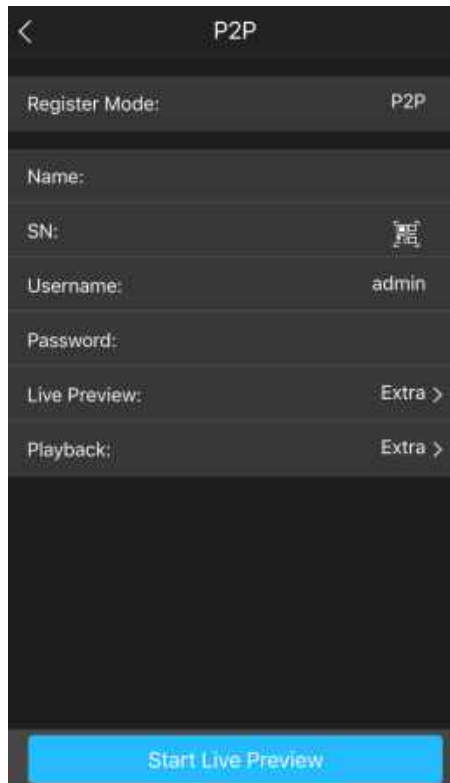 P2P
Register Mode: P2P
Name:
SN:
Username: admin
Password:
Live Preview: Extra >
Playback: Extra >
Start Live Preview